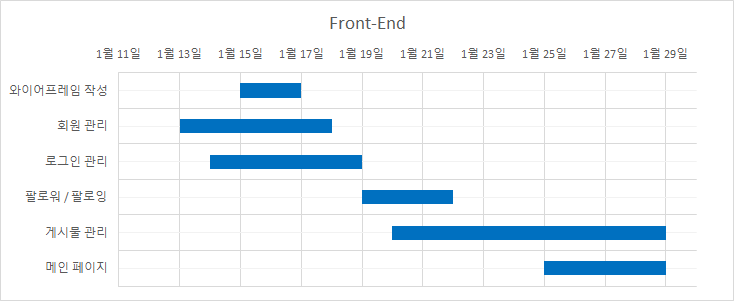 Front-End
1월 11일 1월 13일 1월 15일 1월 17일 1월 19일 1월 21일 1월 23일 1월 25일 1월 27일 1월 29일
와이어프레임 작성
회원 관리
로그인 관리
팔로워 / 팔로잉
게시물 관리
메인 페이지